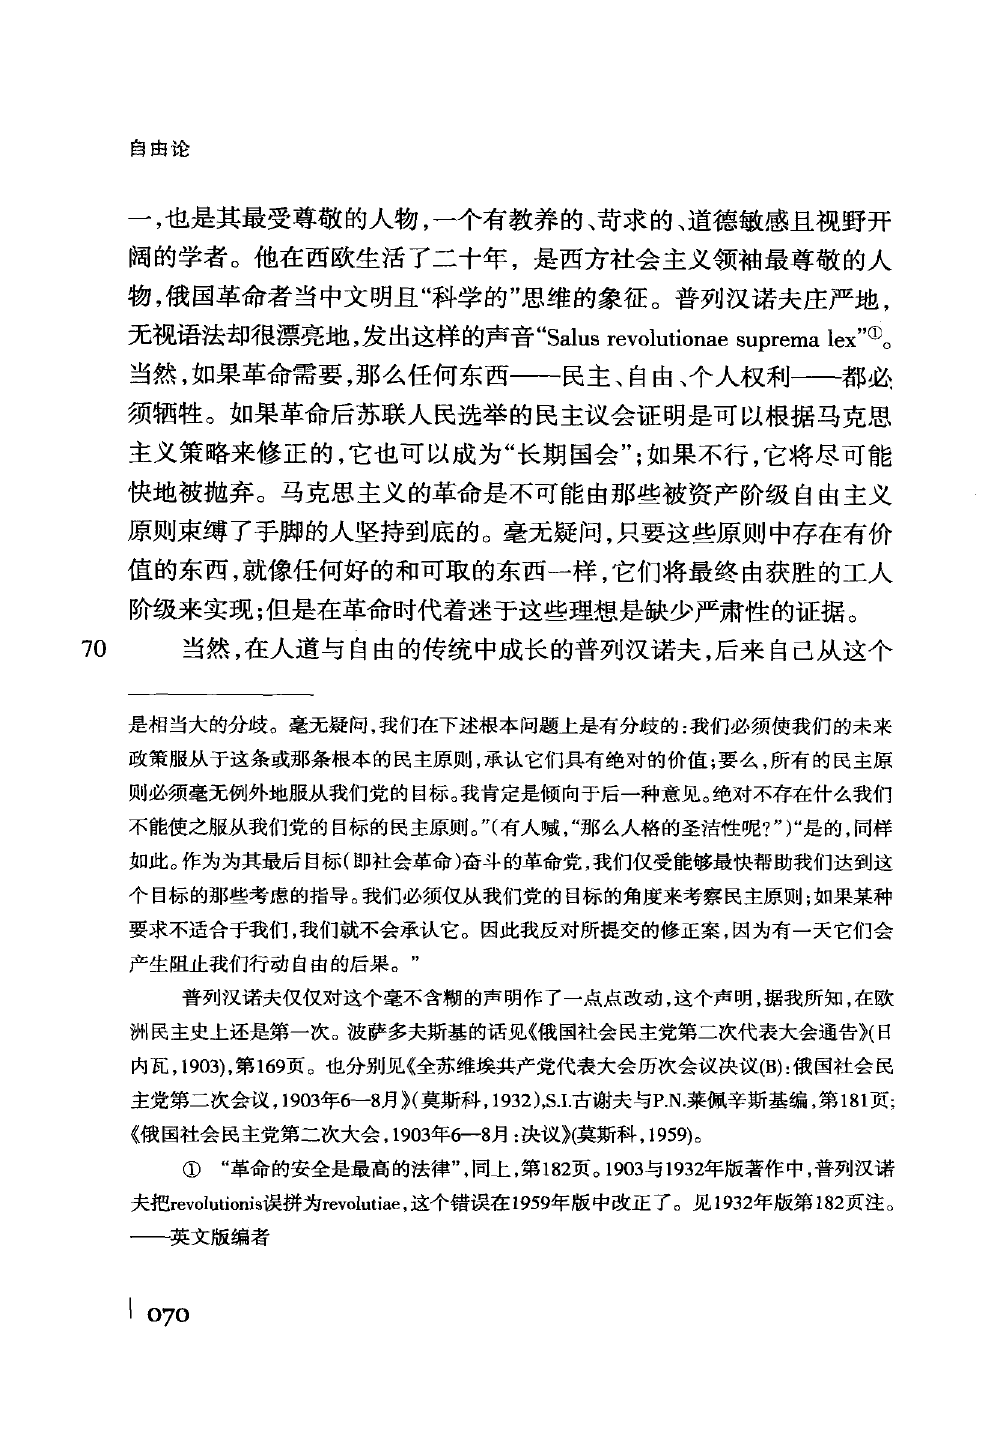 自由论
一,也是其最受尊敬的人物,一个有教养的、苛求的、道德敏感且视野开
阔的学者。他在西欧生活了二十年，是西方社会主义领袖最尊敬的人
物,俄国革命者当中文明且“科学的”思维的象征。普列汉诺夫庄严地,
无视语法却很漂亮地,发出这样的声音“Salus revolutionae suprema lex”①。
当然,如果革命需要,那么任何东西——民主、自由、个人权利——都必
须牺牲。如果革命后苏联人民选举的民主议会证明是可以根据马克思
主义策略来修正的,它也可以成为“长期国会”;如果不行,它将尽可能
快地被抛弃。马克思主义的革命是不可能由那些被资产阶级自由主义
原则束缚了手脚的人坚持到底的。毫无疑问,只要这些原则中存在有价
值的东西,就像任何好的和可取的东西一样,它们将最终由获胜的工人
阶级来实现;但是在革命时代着迷于这些理想是缺少严肃性的证据。
70 当然,在人道与自由的传统中成长的普列汉诺夫,后来自己从这个
是相当大的分歧。毫无疑问,我们在下述根本问题上是有分歧的:我们必须使我们的未来
政策服从于这条或那条根本的民主原则,承认它们具有绝对的价值;要么,所有的民主原
则必须毫无例外地服从我们党的目标。我肯定是倾向于后一种意见。绝对不存在什么我们
不能使之服从我们党的目标的民主原则。”(有人喊,“那么人格的圣洁性呢?”)“是的,同样
如此。作为为其最后目标(即社会革命)奋斗的革命党,我们仅受能够最快帮助我们达到这
个目标的那些考虑的指导。我们必须仅从我们党的目标的角度来考察民主原则;如果某种
要求不适合于我们,我们就不会承认它。因此我反对所提交的修正案,因为有一天它们会
产生阻止我们行动自由的后果。”
普列汉诺夫仅仅对这个毫不含糊的声明作了一点点改动,这个声明,据我所知,在欧
洲民主史上还是第一次。波萨多夫斯基的话见《俄国社会民主党第二次代表大会通告》(日
内瓦,1903),第169页。也分别见《全苏维埃共产党代表大会历次会议决议(B):俄国社会民
主党第二次会议,1903年6—8月》(莫斯科,1932),S.I.古谢夫与P.N.莱佩辛斯基编,第181页;
《俄国社会民主党第二次大会,1903年6—8月:决议》(莫斯科,1959)。
① “革命的安全是最高的法律”,同上,第182页。1903与1932年版著作中,普列汉诺
夫把revolutionis误拼为revolutiae,这个错误在1959年版中改正了。见1932年版第182页注。
——英文版编者
070